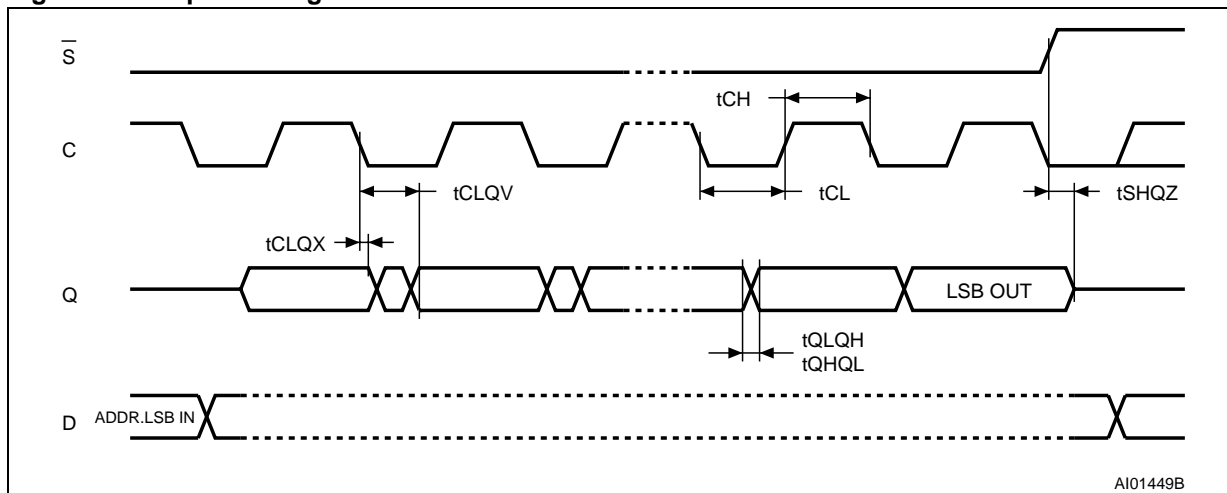 S
tCH
C
tCLQV
tCL
tSHQZ
tCLQX
Q
LSB OUT
tQLQH
tQHQL
D
ADDR.LSB IN
AI01449B